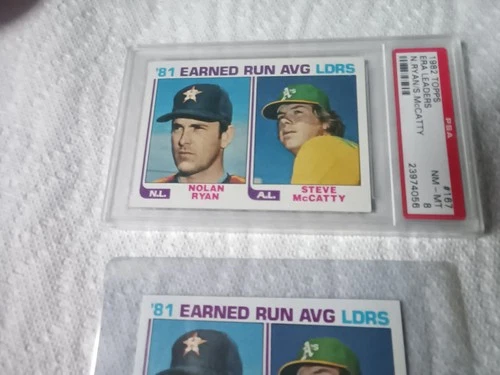 '81 EARNED RUN AVG LDRS
A's
N.L. NOLAN RYAN
A.L. STEVE McCATTY
1982 TOPPS
ERA LEADERS
N.RYAN/S.McCATTY
PSA
#167
NM - MT 8
23974056
'81 EARNED RUN AVG LDRS
A's